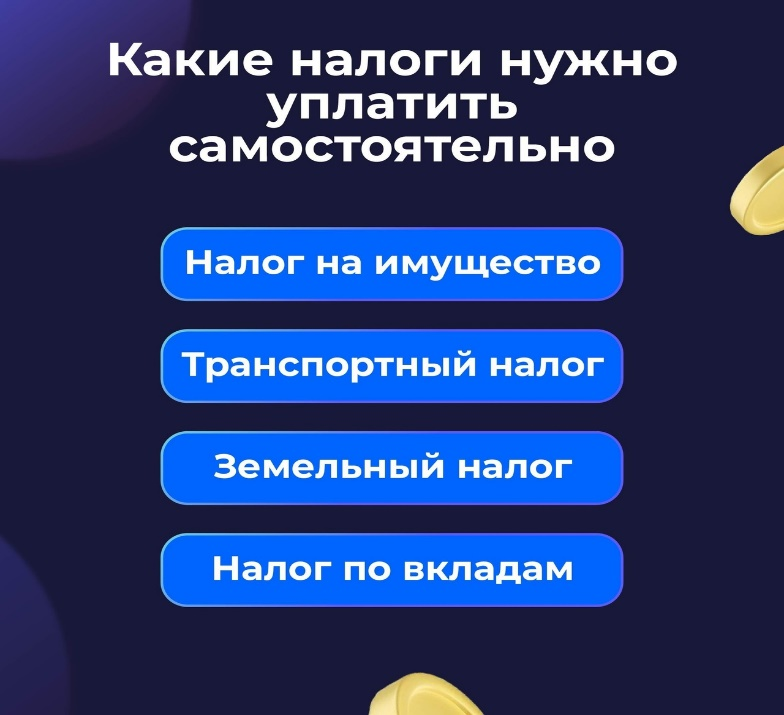 Какие налоги нужно
уплатить
самостоятельно
Налог на имущество
Транспортный налог
Земельный налог
Налог по вкладам